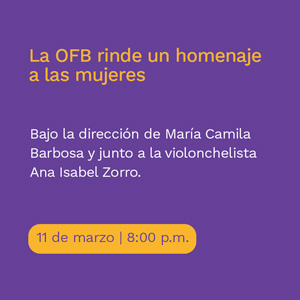 La OFB rinde un homenaje
a las mujeres
Bajo la dirección de María Camila
Barbosa y junto a la violonchelista
Ana Isabel Zorro.
11 de marzo | 8:00 p.m.